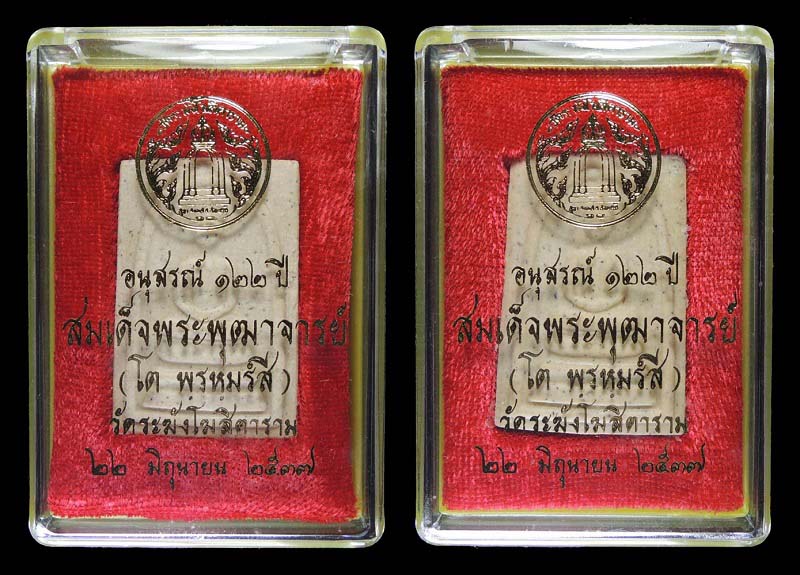 อนุสรณ์ ๑๒๒ ปี
สมเด็จพระพุฒาจารย์
(โต พรหมรังสี)
วัดระฆังโฆสิตาราม
๒๒ มิถุนายน ๒๕๓๗
อนุสรณ์ ๑๒๒ ปี
สมเด็จพระพุฒาจารย์
(โต พรหมรังสี)
วัดระฆังโฆสิตาราม
๒๒ มิถุนายน ๒๕๓๗